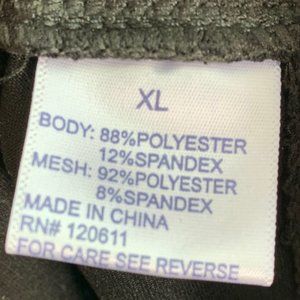 XL
BODY: 88%POLYESTER
12%SPANDEX
MESH: 92%POLYESTER
8%SPANDEX
MADE IN CHINA
RN# 120611
FOR CARE SEE REVERSE